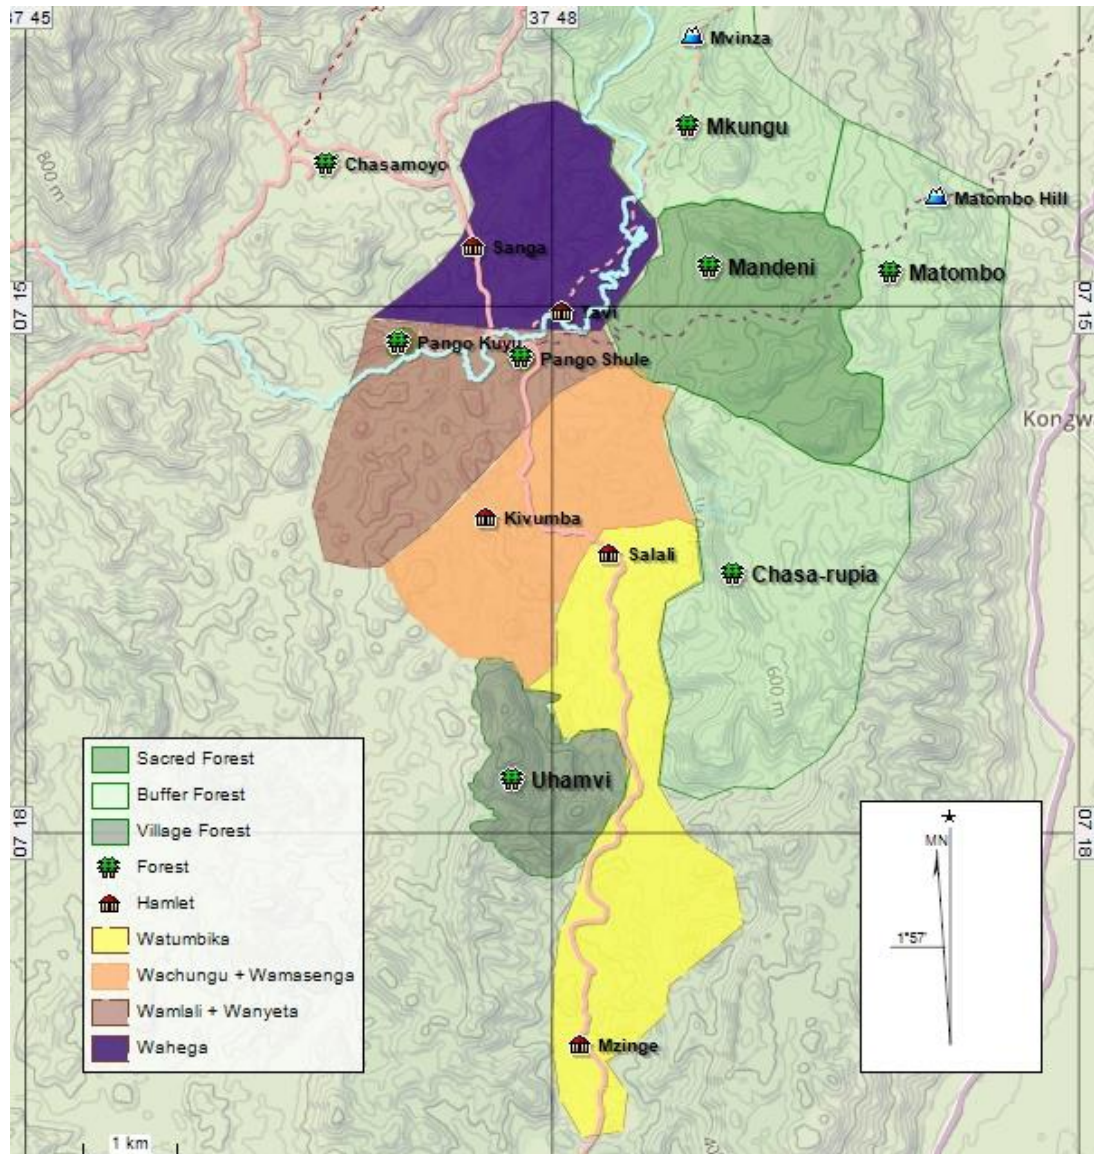 37 45
37 48
Mvinza
Mkungu
Chasamoyo
800 m
Matombo Hill
Sanga
Mandeni
Matombo
07 15
07 15
Yavi
Pango Kuyu
Pango Shule
Kongw
Kivumba
Salali
Chasa-rupia
600 m
Uhamvi
07 18
07 18
Sacred Forest
Buffer Forest
Village Forest
Forest
Hamlet
Watumbika
Wachungu + Wamasenga
Wamlali + Wanyeta
Wahega
MN
1°57'
Mzinge
1 km